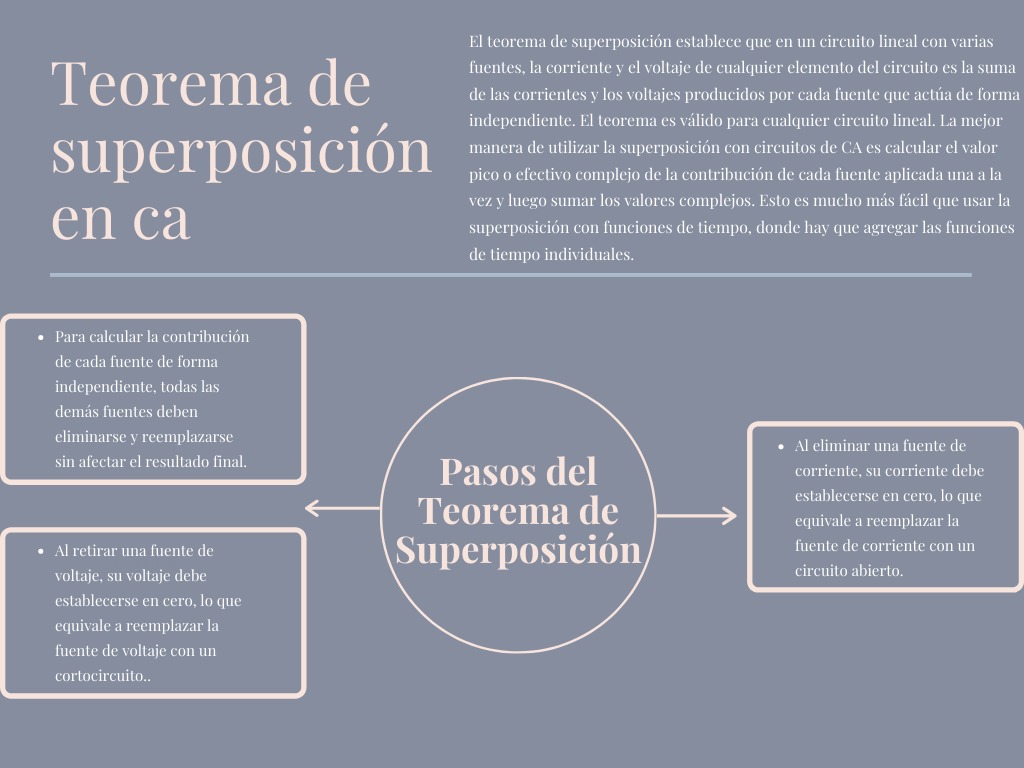 Teorema de
superposición
en ca
El teorema de superposición establece que en un circuito lineal con varias
fuentes, la corriente y el voltaje de cualquier elemento del circuito es la suma
de las corrientes y los voltajes producidos por cada fuente que actúa de forma
independiente. El teorema es válido para cualquier circuito lineal. La mejor
manera de utilizar la superposición con circuitos de CA es calcular el valor
pico o efectivo complejo de la contribución de cada fuente aplicada una a la
vez y luego sumar los valores complejos. Esto es mucho más fácil que usar la
superposición con funciones de tiempo, donde hay que agregar las funciones
de tiempo individuales.
• Para calcular la contribución
de cada fuente de forma
independiente, todas las
demás fuentes deben
eliminarse y reemplazarse
sin afectar el resultado final.
• Al retirar una fuente de
voltaje, su voltaje debe
establecerse en cero, lo que
equivale a reemplazar la
fuente de voltaje con un
cortocircuito..
Pasos del
Teorema de
Superposición
• Al eliminar una fuente de
corriente, su corriente debe
establecerse en cero, lo que
equivale a reemplazar la
fuente de corriente con un
circuito abierto.